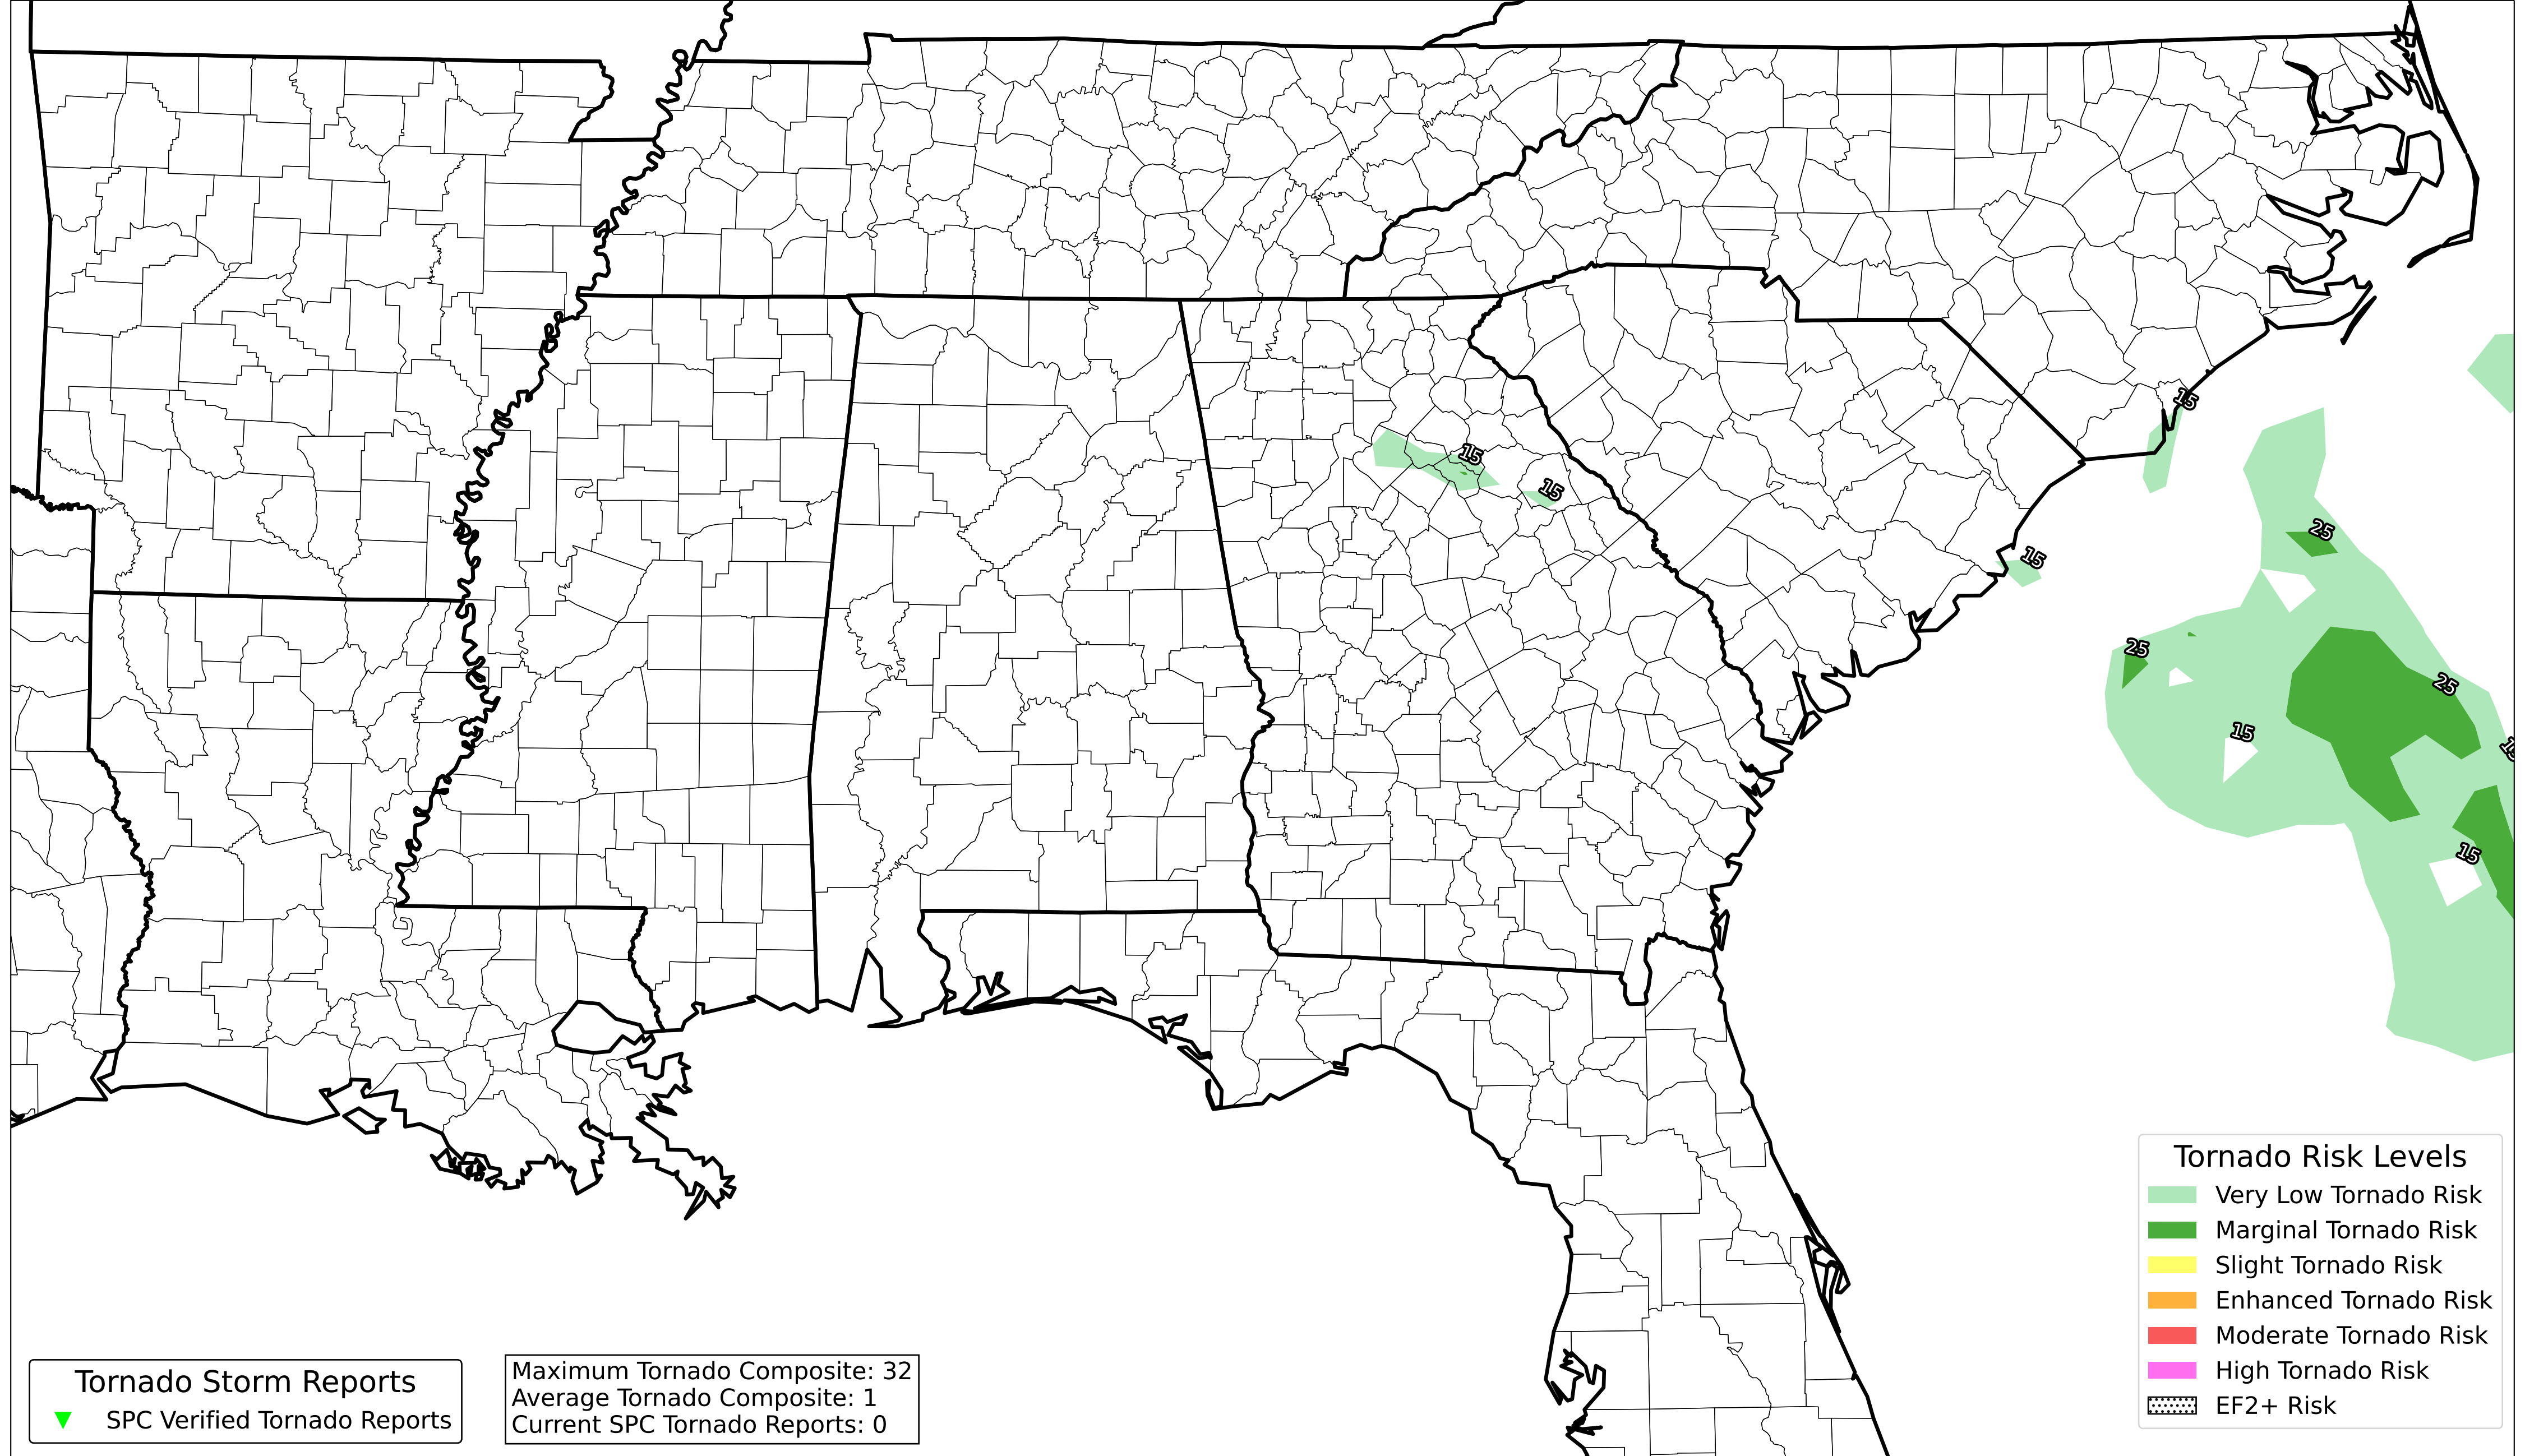 15
15
15
25
15
25
25
15
15
Tornado Risk Levels
Very Low Tornado Risk
Marginal Tornado Risk
Slight Tornado Risk
Enhanced Tornado Risk
Moderate Tornado Risk
High Tornado Risk
EF2+ Risk
Tornado Storm Reports
SPC Verified Tornado Reports
Maximum Tornado Composite: 32
Average Tornado Composite: 1
Current SPC Tornado Reports: 0